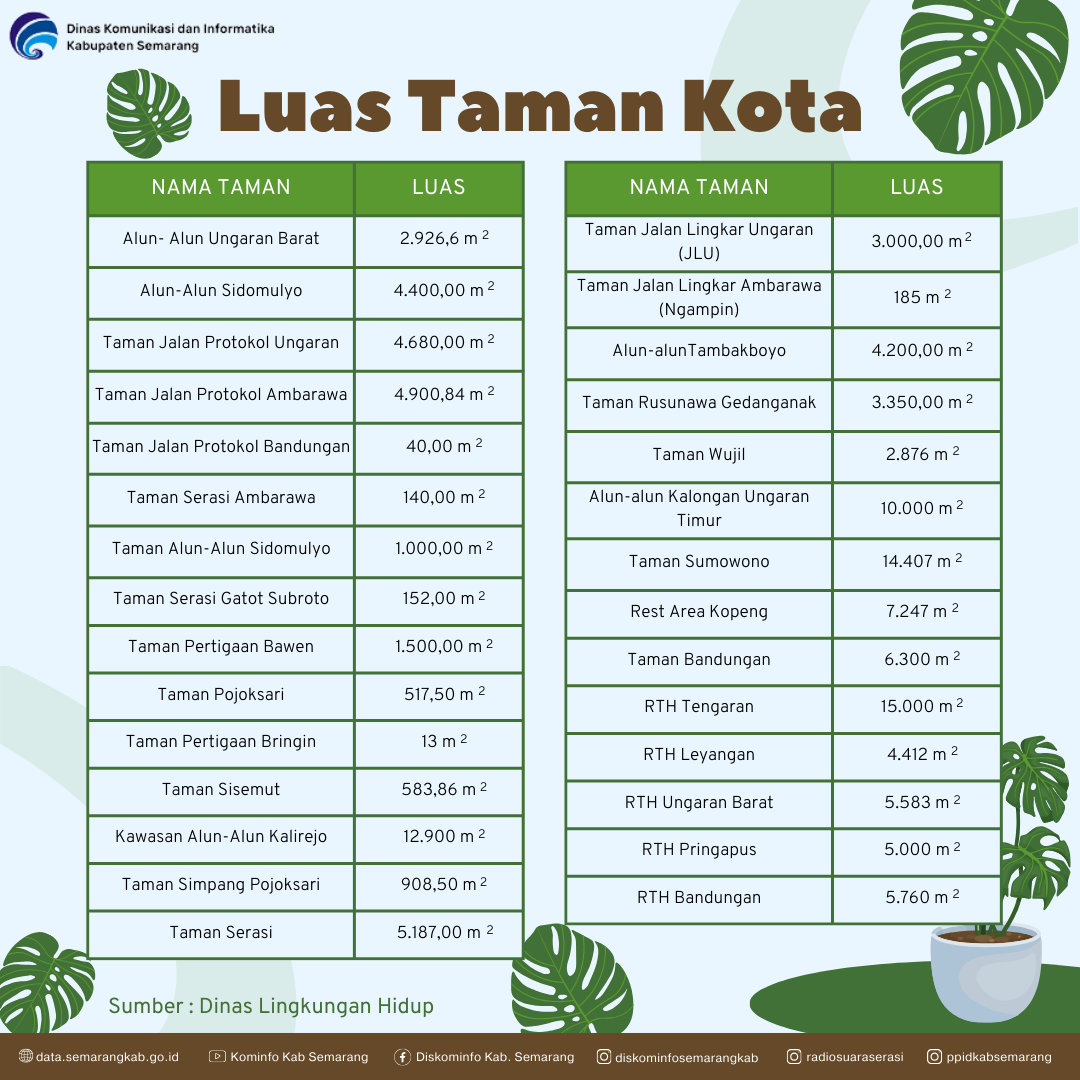 Dinas Komunikasi dan Informatika
Kabupaten Semarang
Luas Taman Kota
NAMA TAMAN LUAS
Alun- Alun Ungaran Barat 2.926,6 m ²
Alun-Alun Sidomulyo 4.400,00 m ²
Taman Jalan Protokol Ungaran 4.680,00 m ²
Taman Jalan Protokol Ambarawa 4.900,84 m ²
Taman Jalan Protokol Bandungan 40,00 m ²
Taman Serasi Ambarawa 140,00 m ²
Taman Alun-Alun Sidomulyo 1.000,00 m ²
Taman Serasi Gatot Subroto 152,00 m ²
Taman Pertigaan Bawen 1.500,00 m ²
Taman Pojoksari 517,50 m ²
Taman Pertigaan Bringin 13 m ²
Taman Sisemut 583,86 m ²
Kawasan Alun-Alun Kalirejo 12.900 m ²
Taman Simpang Pojoksari 908,50 m ²
Taman Serasi 5.187,00 m ²
NAMA TAMAN LUAS
Taman Jalan Lingkar Ungaran
(JLU) 3.000,00 m ²
Taman Jalan Lingkar Ambarawa
(Ngampin) 185 m ²
Alun-alunTambakboyo 4.200,00 m ²
Taman Rusunawa Gedanganak 3.350,00 m ²
Taman Wujil 2.876 m ²
Alun-alun Kalongan Ungaran
Timur 10.000 m ²
Taman Sumowono 14.407 m ²
Rest Area Kopeng 7.247 m ²
Taman Bandungan 6.300 m ²
RTH Tengaran 15.000 m ²
RTH Leyangan 4.412 m ²
RTH Ungaran Barat 5.583 m ²
RTH Pringapus 5.000 m ²
RTH Bandungan 5.760 m ²
Sumber : Dinas Lingkungan Hidup
data.semarangkab.go.id Kominfo Kab Semarang Diskominfo Kab. Semarang diskominfosemarangkab radiosuaraserasi ppidkabsemarang